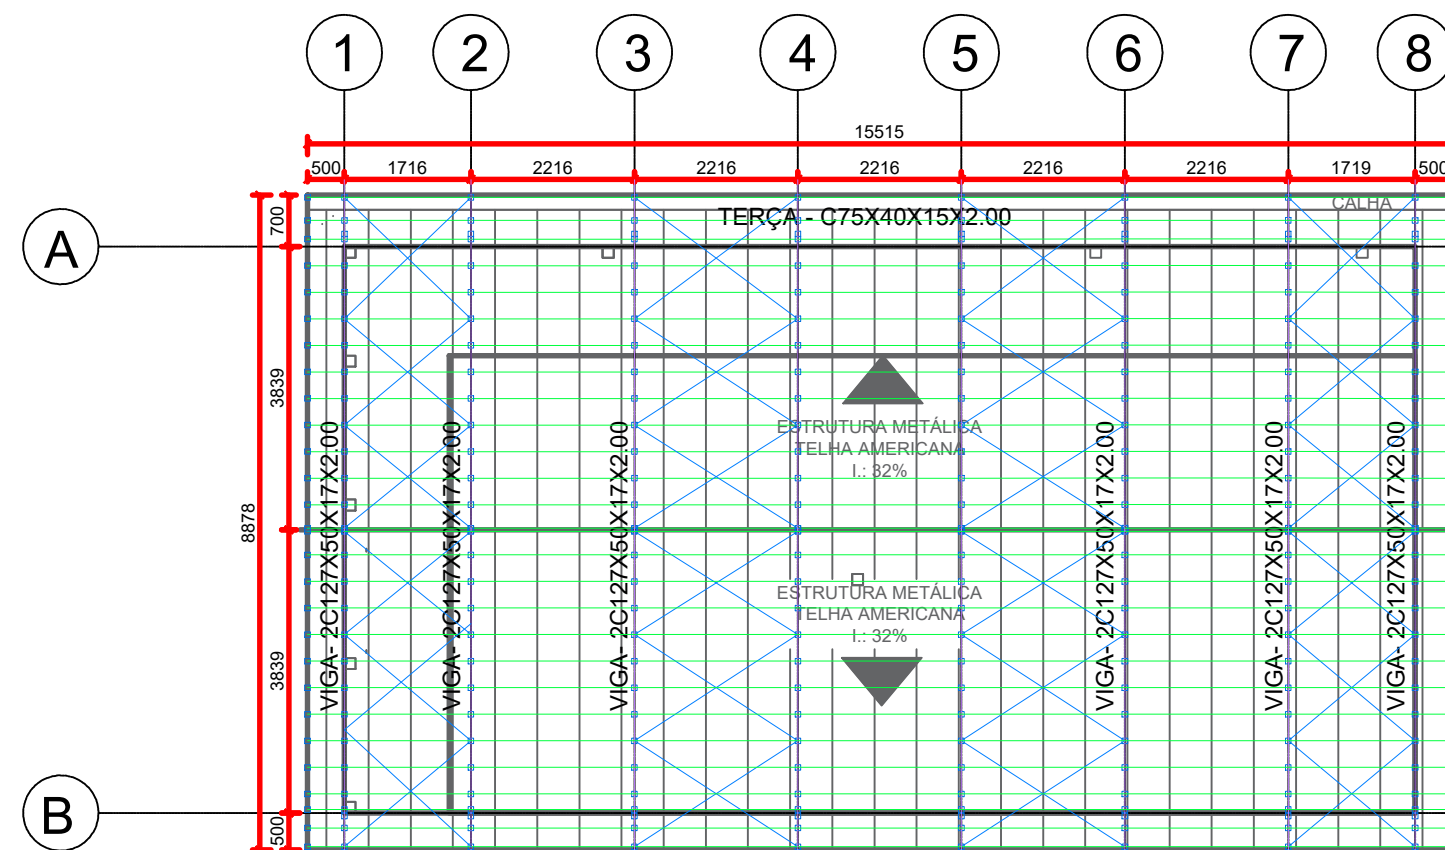 1 2 3 4 5 6 7 8
15515
500 1716 2216 2216 2216 2216 2216 1719 500
CALHA
TERÇA - C75X40X15X2.00
700
A
3839
ESTRUTURA METÁLICA
TELHA AMERICANA
I.: 32%
VIGA- 2C127X50X17X2.00
VIGA- 2C127X50X17X2.00
VIGA- 2C127X50X17X2.00
VIGA- 2C127X50X17X2.00
VIGA- 2C127X50X17X2.00
VIGA- 2C127X50X17X2.00
8878
ESTRUTURA METÁLICA
TELHA AMERICANA
I.: 32%
3839
B
500